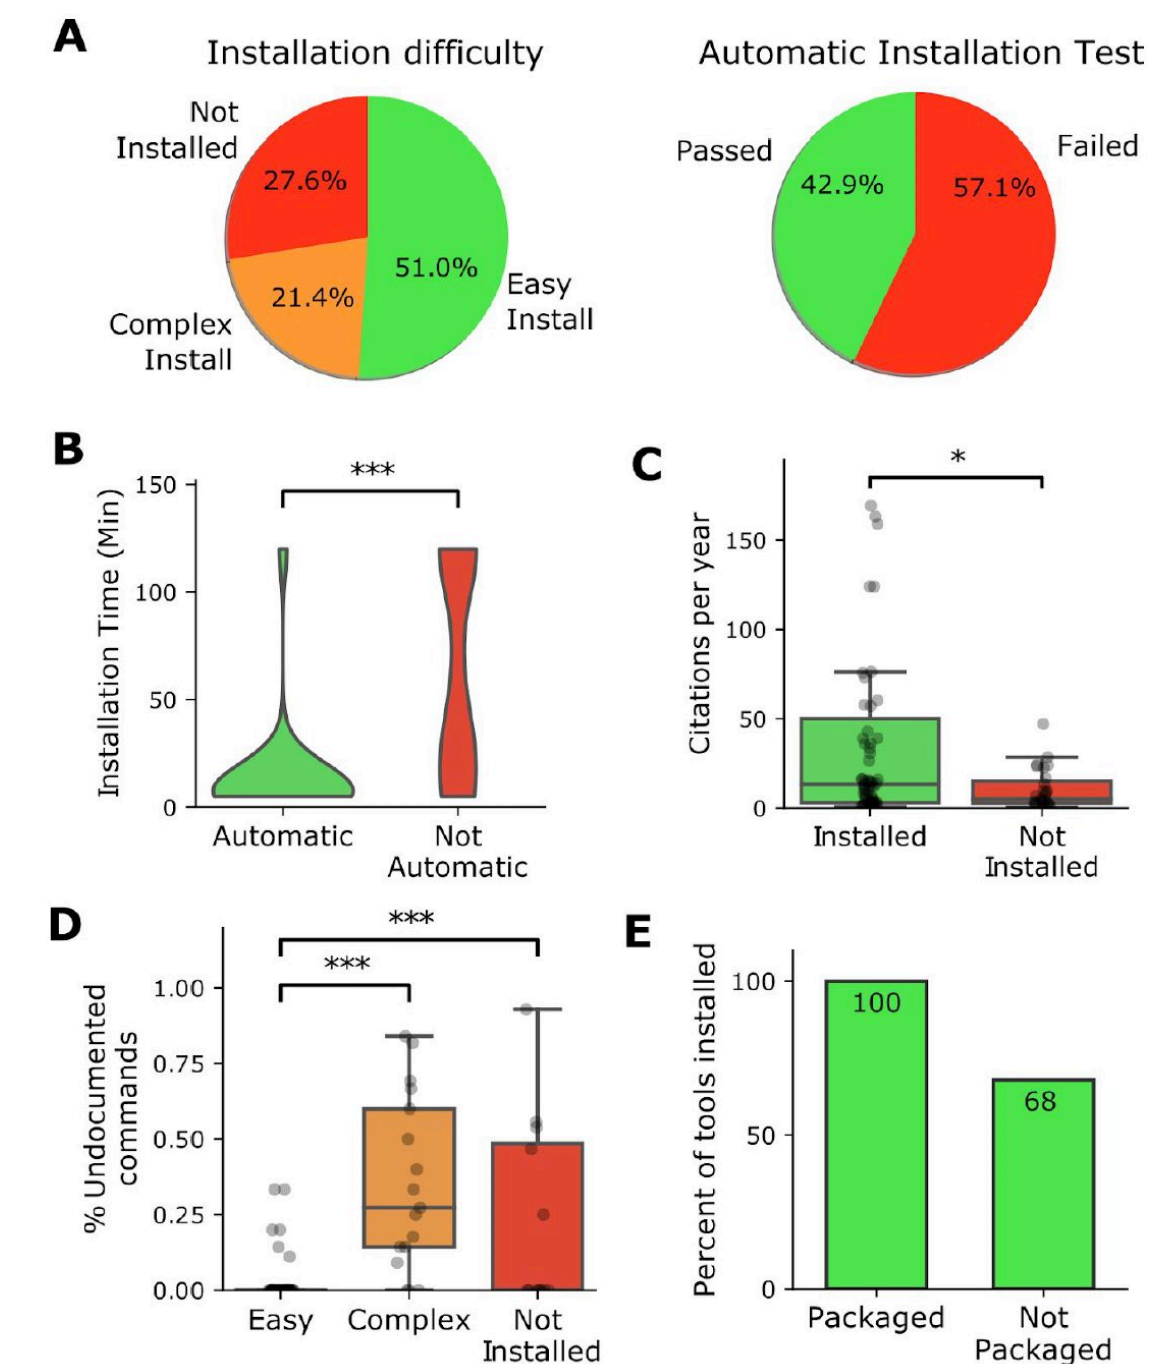 A
Installation difficulty
Not
Installed
27.6%
51.0%
21.4%
Easy
Install
Complex
Install
Automatic Installation Test
Passed
42.9%
57.1%
Failed
B
Installation Time (Min)
150
100
50
0
***
Automatic
Not
Automatic
C
Citations per year
150
100
50
0
*
Installed
Not
Installed
D
% Undocumented
commands
1.00
0.75
0.50
0.25
0.00
***
***
Easy
Complex
Not
Installed
E
Percent of tools installed
100
50
0
100
68
Packaged
Not
Packaged